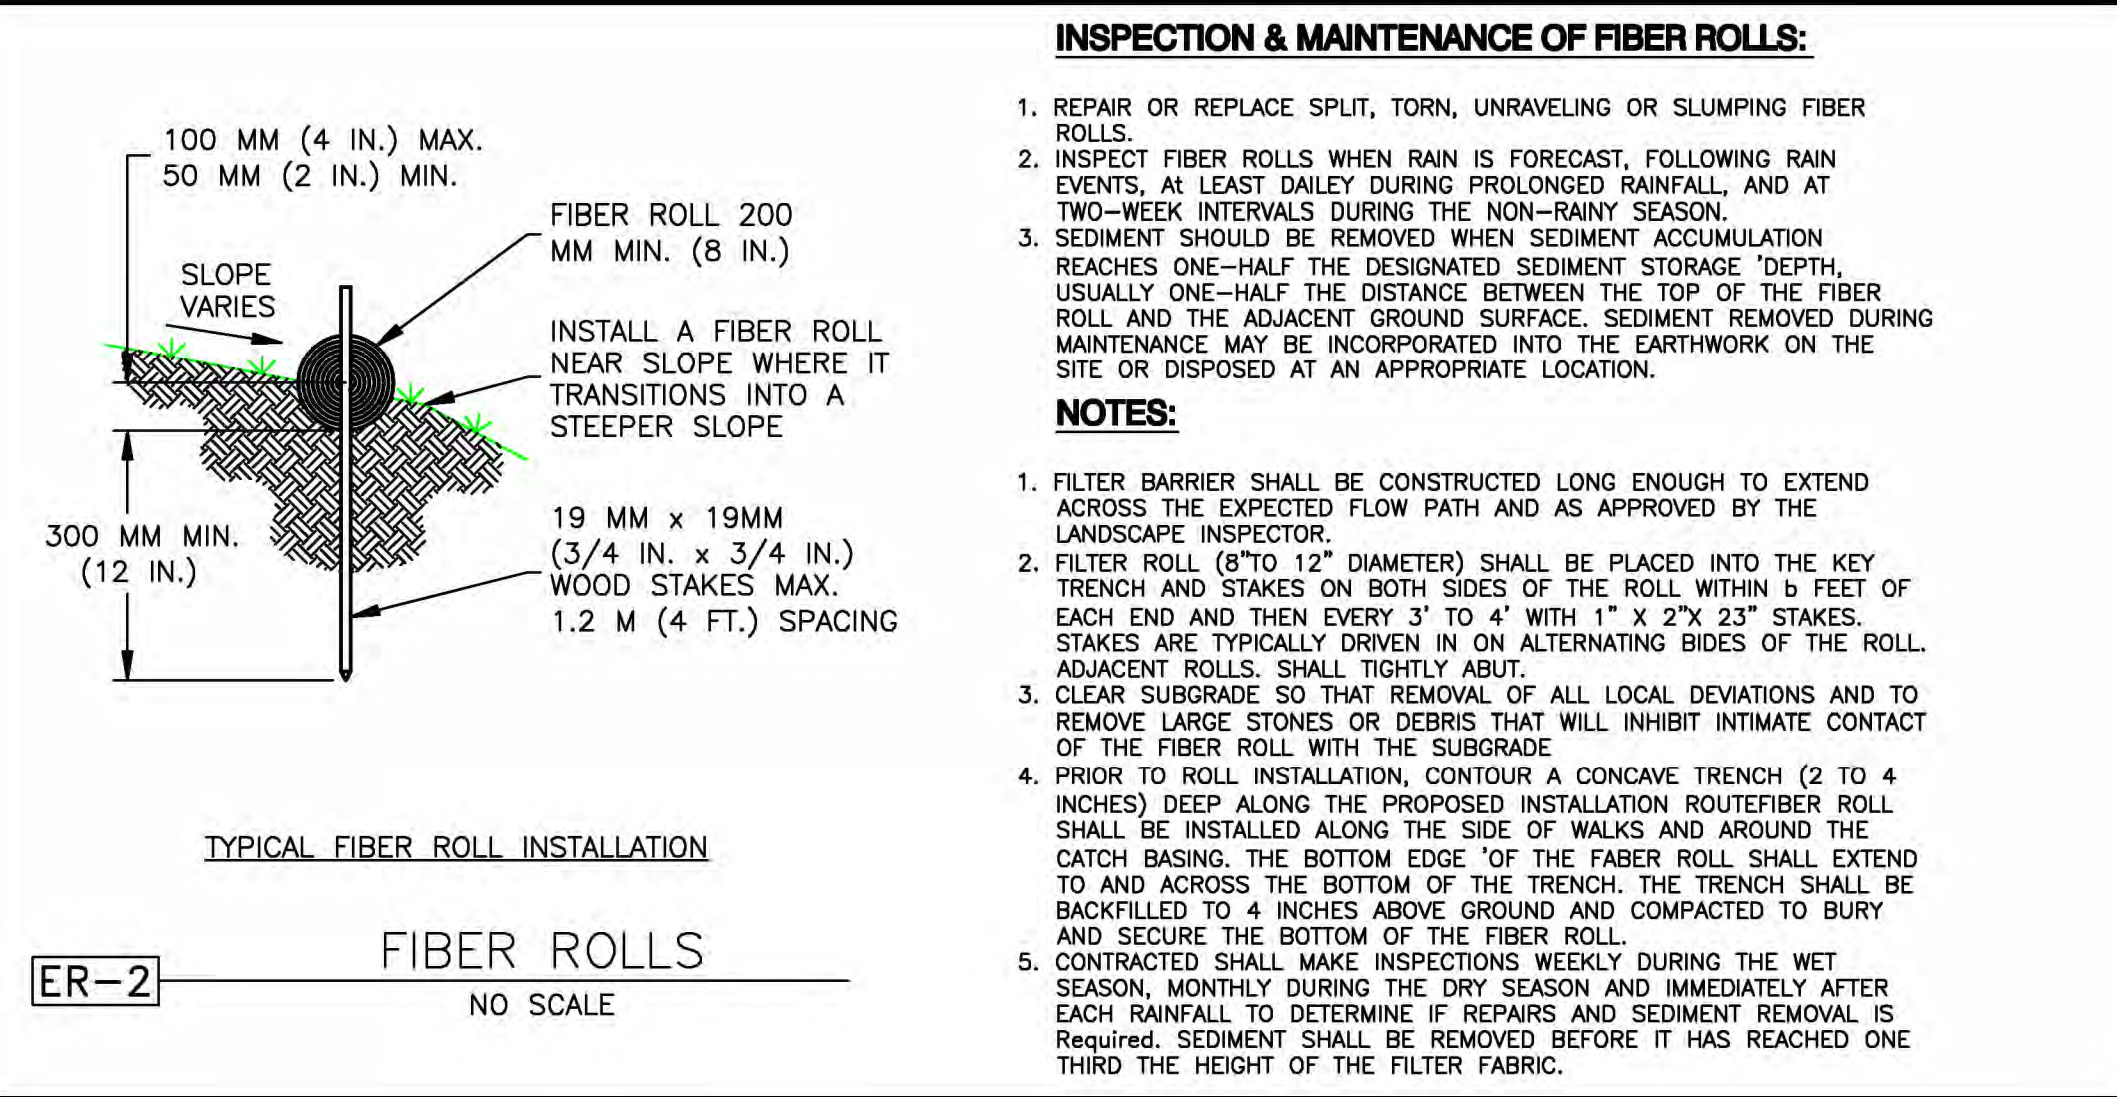 100 MM (4 IN.) MAX.
50 MM (2 IN.) MIN.
FIBER ROLL 200
MM MIN. (8 IN.)
SLOPE
VARIES
INSTALL A FIBER ROLL
NEAR SLOPE WHERE IT
TRANSITIONS INTO A
STEEPER SLOPE
300 MM MIN.
(12 IN.)
19 MM x 19MM
(3/4 IN. x 3/4 IN.)
WOOD STAKES MAX.
1.2 M (4 FT.) SPACING
TYPICAL FIBER ROLL INSTALLATION
ER-2
FIBER ROLLS
NO SCALE
INSPECTION & MAINTENANCE OF FIBER ROLLS:
1. REPAIR OR REPLACE SPLIT, TORN, UNRAVELING OR SLUMPING FIBER
ROLLS.
2. INSPECT FIBER ROLLS WHEN RAIN IS FORECAST, FOLLOWING RAIN
EVENTS, At LEAST DAILEY DURING PROLONGED RAINFALL, AND AT
TWO-WEEK INTERVALS DURING THE NON-RAINY SEASON.
3. SEDIMENT SHOULD BE REMOVED WHEN SEDIMENT ACCUMULATION
REACHES ONE-HALF THE DESIGNATED SEDIMENT STORAGE 'DEPTH,
USUALLY ONE-HALF THE DISTANCE BETWEEN THE TOP OF THE FIBER
ROLL AND THE ADJACENT GROUND SURFACE. SEDIMENT REMOVED DURING
MAINTENANCE MAY BE INCORPORATED INTO THE EARTHWORK ON THE
SITE OR DISPOSED AT AN APPROPRIATE LOCATION.
NOTES:
1. FILTER BARRIER SHALL BE CONSTRUCTED LONG ENOUGH TO EXTEND
ACROSS THE EXPECTED FLOW PATH AND AS APPROVED BY THE
LANDSCAPE INSPECTOR.
2. FILTER ROLL (8"TO 12" DIAMETER) SHALL BE PLACED INTO THE KEY
TRENCH AND STAKES ON BOTH SIDES OF THE ROLL WITHIN b FEET OF
EACH END AND THEN EVERY 3' TO 4' WITH 1" X 2"X 23" STAKES.
STAKES ARE TYPICALLY DRIVEN IN ON ALTERNATING BIDES OF THE ROLL.
ADJACENT ROLLS. SHALL TIGHTLY ABUT.
3. CLEAR SUBGRADE SO THAT REMOVAL OF ALL LOCAL DEVIATIONS AND TO
REMOVE LARGE STONES OR DEBRIS THAT WILL INHIBIT INTIMATE CONTACT
OF THE FIBER ROLL WITH THE SUBGRADE
4. PRIOR TO ROLL INSTALLATION, CONTOUR A CONCAVE TRENCH (2 TO 4
INCHES) DEEP ALONG THE PROPOSED INSTALLATION ROUTEFIBER ROLL
SHALL BE INSTALLED ALONG THE SIDE OF WALKS AND AROUND THE
CATCH BASING. THE BOTTOM EDGE 'OF THE FABER ROLL SHALL EXTEND
TO AND ACROSS THE BOTTOM OF THE TRENCH. THE TRENCH SHALL BE
BACKFILLED TO 4 INCHES ABOVE GROUND AND COMPACTED TO BURY
AND SECURE THE BOTTOM OF THE FIBER ROLL.
5. CONTRACTED SHALL MAKE INSPECTIONS WEEKLY DURING THE WET
SEASON, MONTHLY DURING THE DRY SEASON AND IMMEDIATELY AFTER
EACH RAINFALL TO DETERMINE IF REPAIRS AND SEDIMENT REMOVAL IS
Required. SEDIMENT SHALL BE REMOVED BEFORE IT HAS REACHED ONE
THIRD THE HEIGHT OF THE FILTER FABRIC.